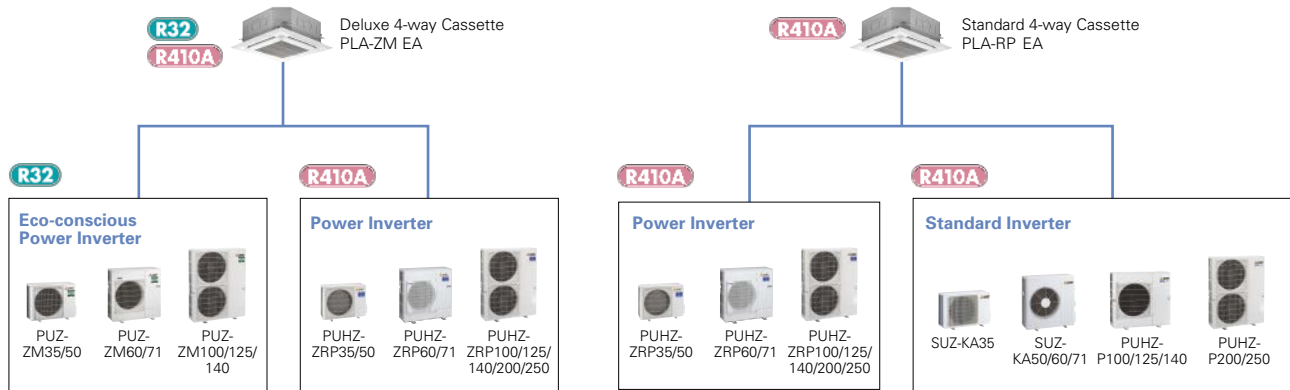 R32
R410A
Deluxe 4-way Cassette
PLA-ZM EA
R410A
Standard 4-way Cassette
PLA-RP EA
R32
Eco-conscious
Power Inverter
PUZ-
ZM35/50
PUZ-
ZM60/71
PUZ-
ZM100/125/
140
R410A
Power Inverter
PUHZ-
ZRP35/50
PUHZ-
ZRP60/71
PUHZ-
ZRP100/125/
140/200/250
R410A
Power Inverter
PUHZ-
ZRP35/50
PUHZ-
ZRP60/71
PUHZ-
ZRP100/125/
140/200/250
R410A
Standard Inverter
SUZ-KA35
SUZ-
KA50/60/71
PUHZ-
P100/125/140
PUHZ-
P200/250